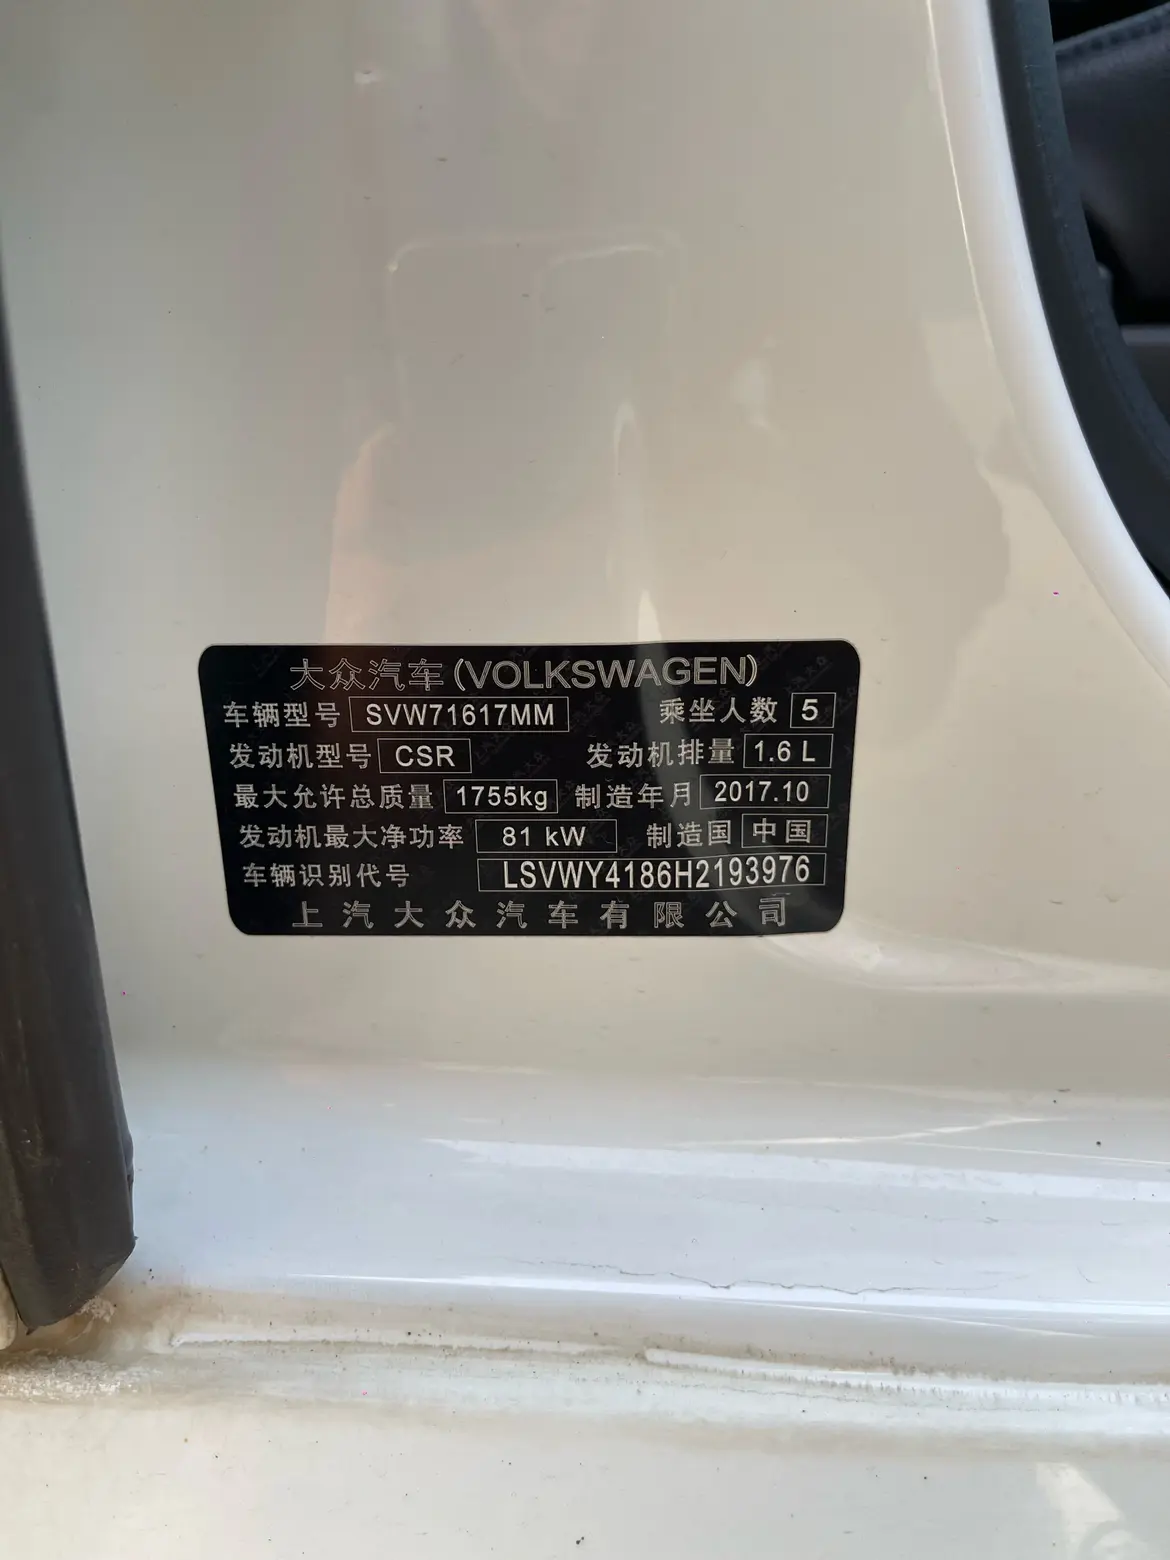 大众汽车(VOLKSWAGEN)
车辆型号 SVW71617MM 乘坐人数 5
发动机型号 CSR 发动机排量 1.6 L
最大允许总质量 1755kg 制造年月 2017.10
发动机最大净功率 81 kW 制造国 中国
车辆识别代号 LSVWY4186H2193976
上汽大众汽车有限公司